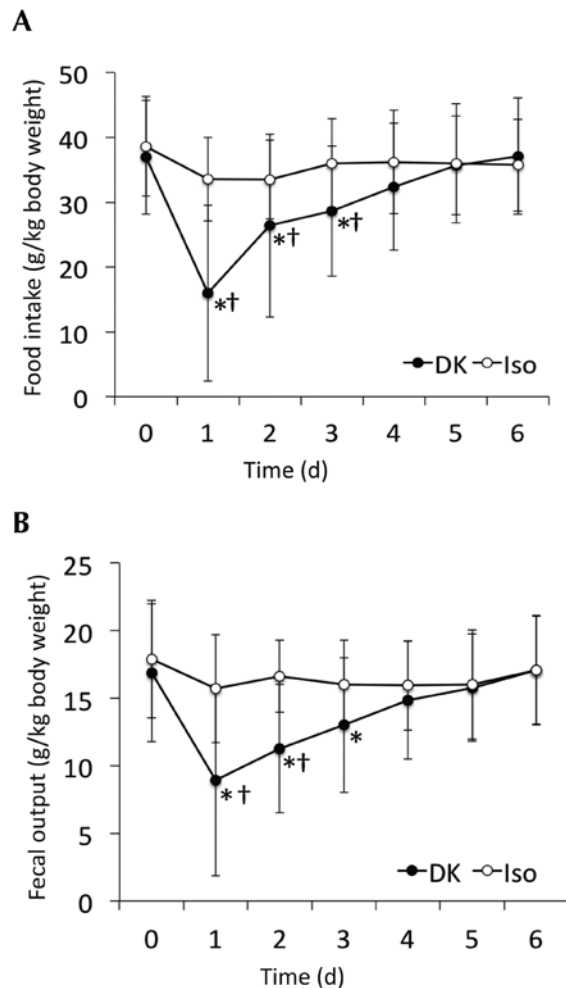 A
Food intake (g/kg body weight)
50
40
30
20
10
0
*†
*†
*†
DK Iso
0 1 2 3 4 5 6
Time (d)
B
Fecal output (g/kg body weight)
25
20
15
10
5
0
*†
*†
*
DK Iso
0 1 2 3 4 5 6
Time (d)